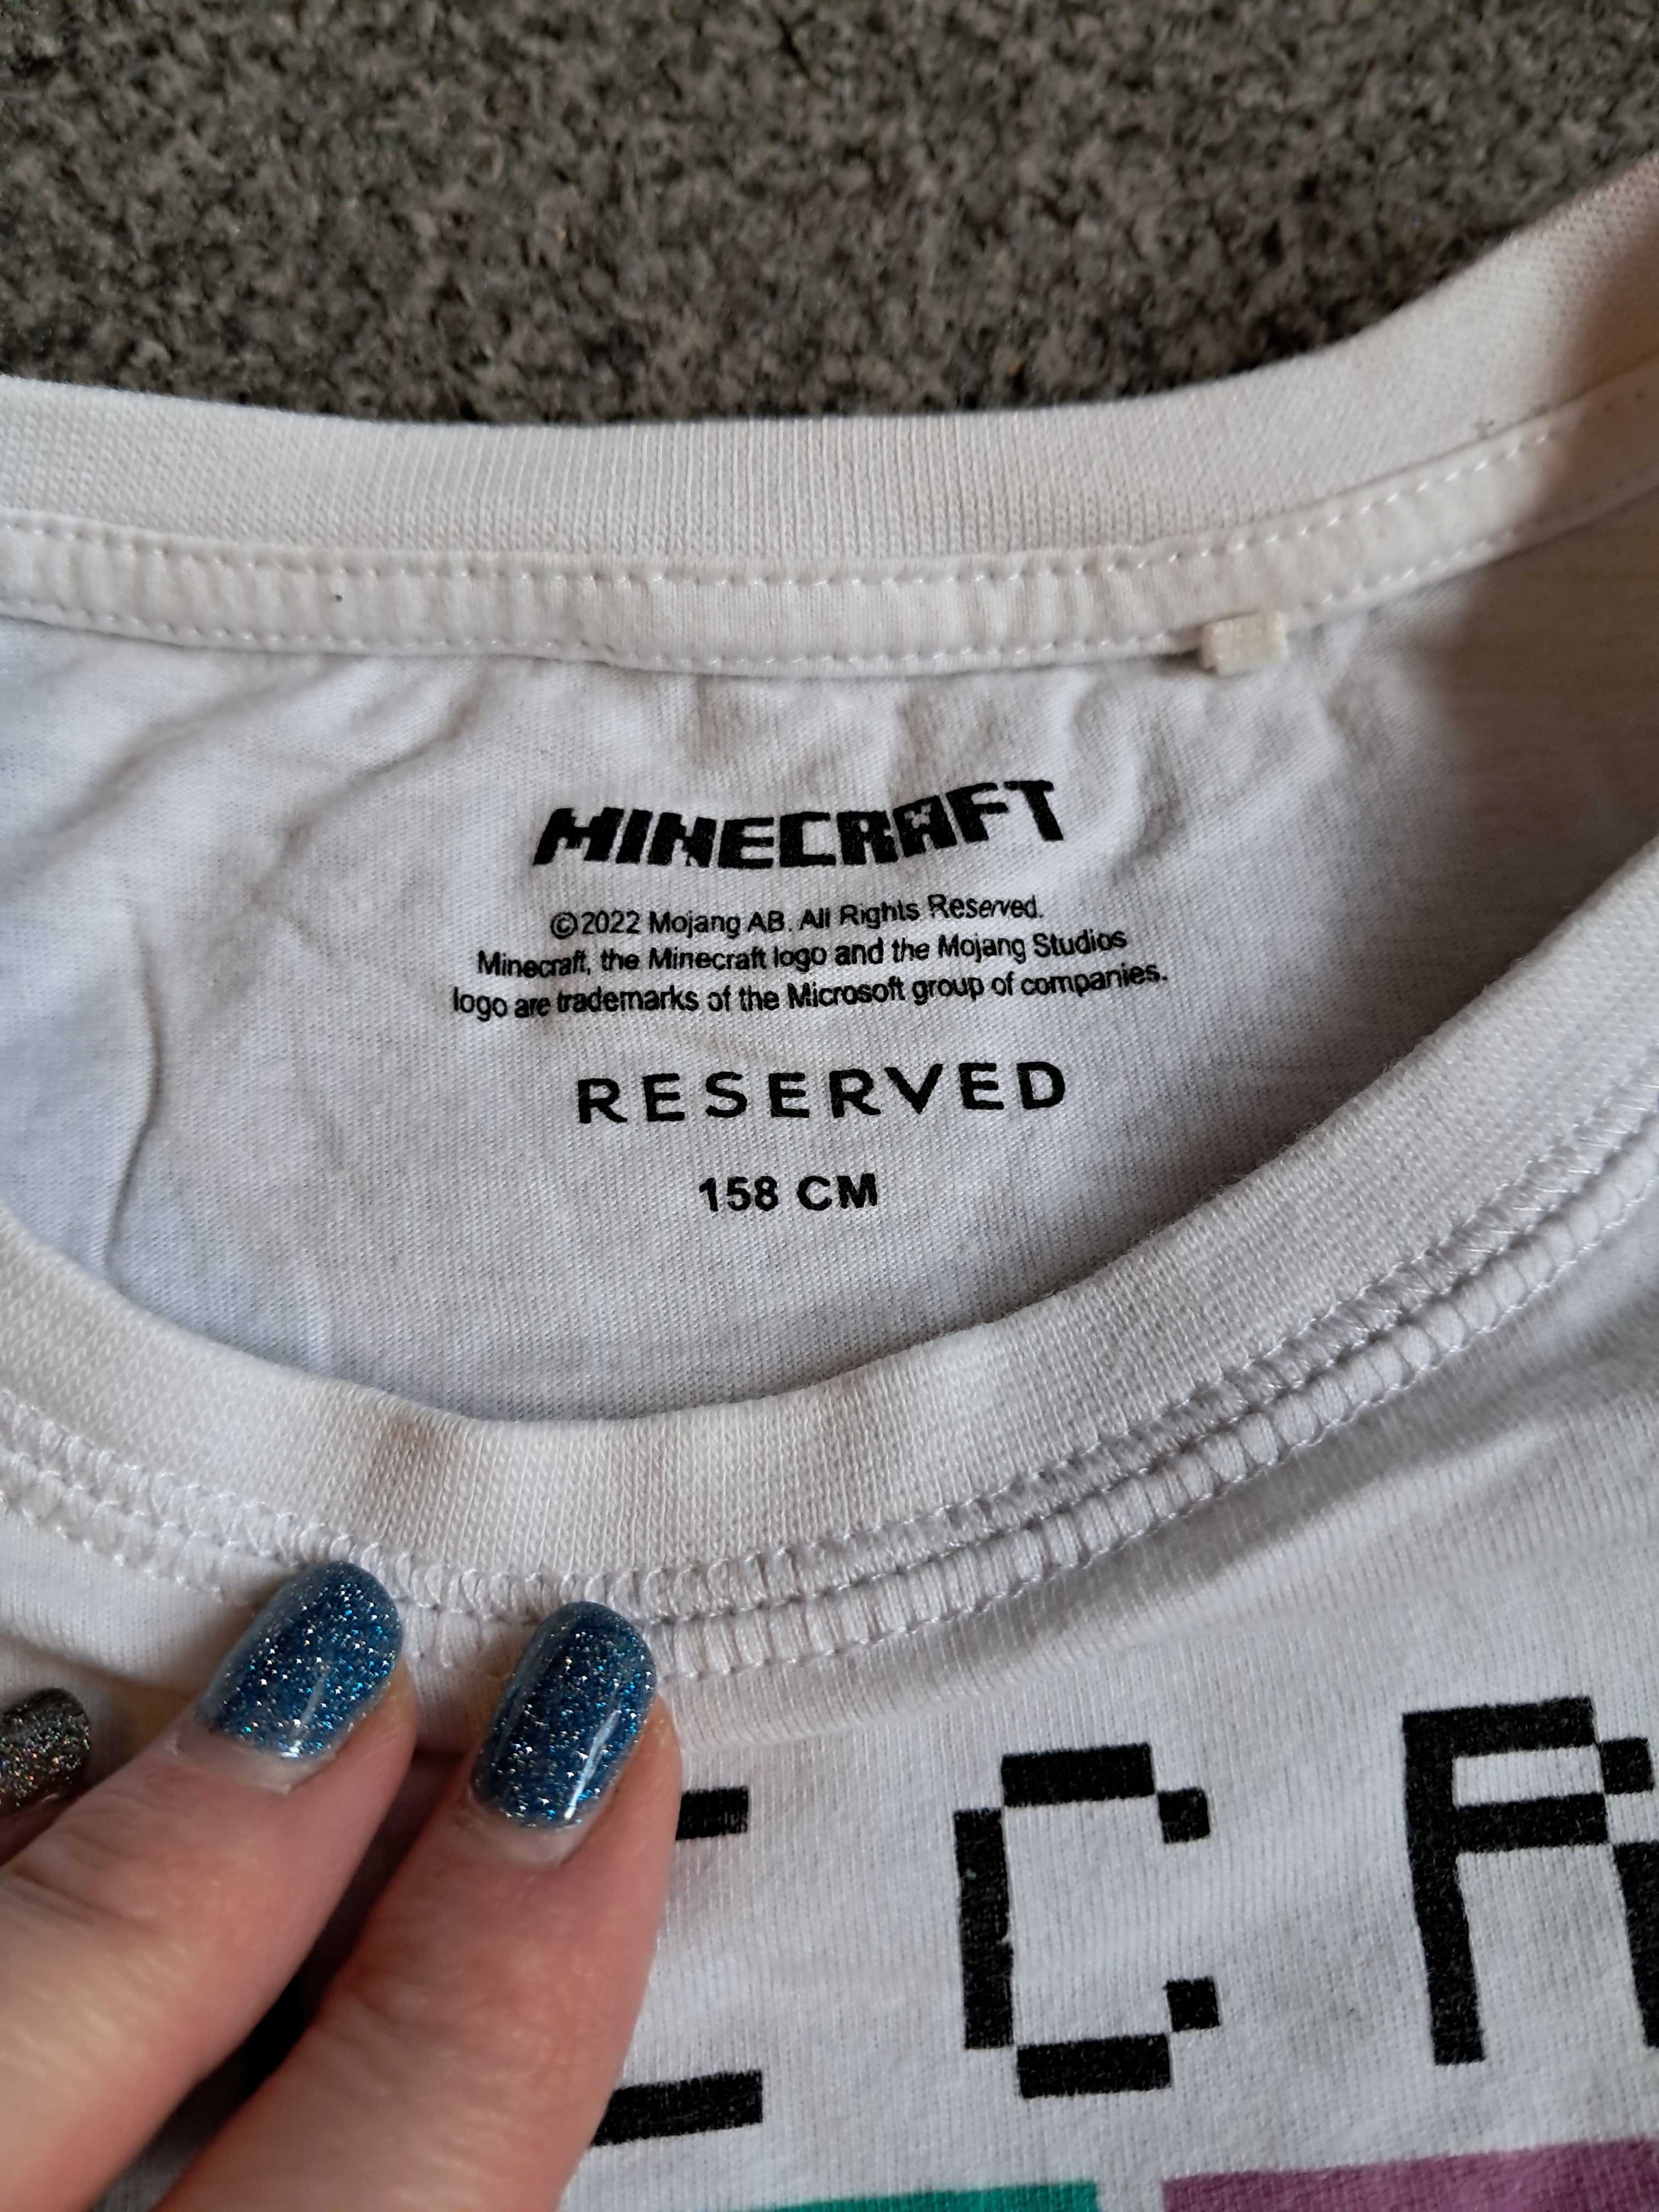 MINECRAFT
©2022 Mojang AB. All Rights Reserved.
Minecraft, the Minecraft logo and the Mojang Studios
logo are trademarks of the Microsoft group of companies.
RESERVED
158 CM
ECR